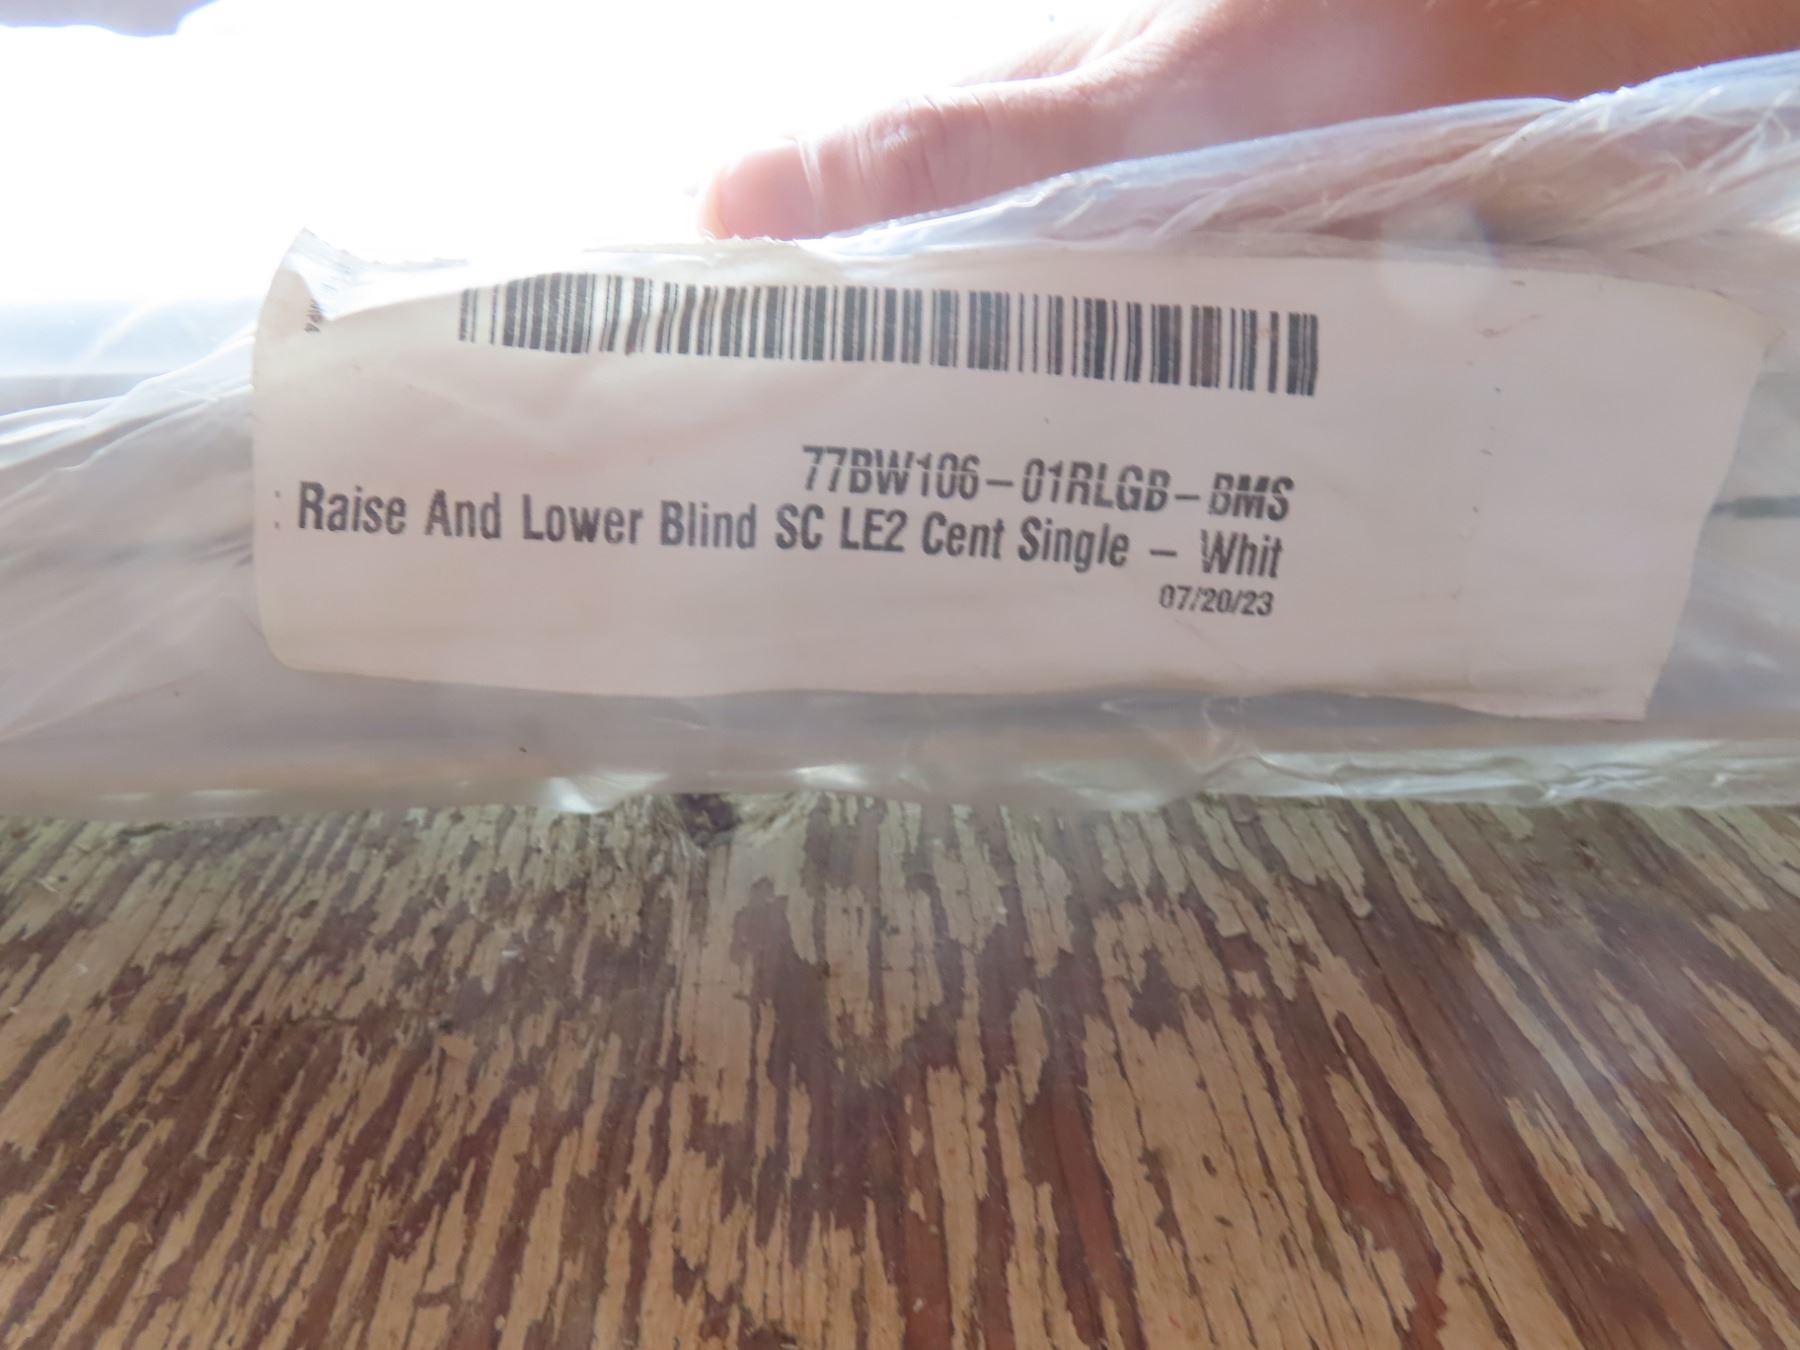 77BW106-01RLGB-BMS
: Raise And Lower Blind SC LE2 Cent Single - Whit
07/20/23